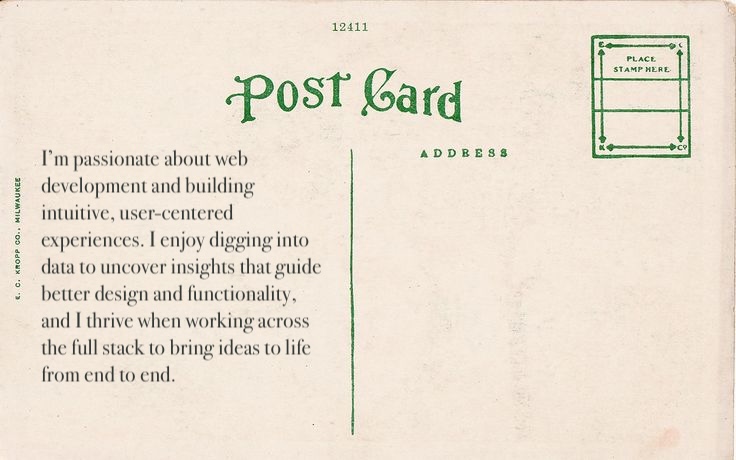 12411
Post Card
PLACE
STAMP HERE
E C
K Co
ADDRESS
E. C. KROPP CO., MILWAUKEE
I'm passionate about web
development and building
intuitive, user-centered
experiences. I enjoy digging into
data to uncover insights that guide
better design and functionality,
and I thrive when working across
the full stack to bring ideas to life
from end to end.